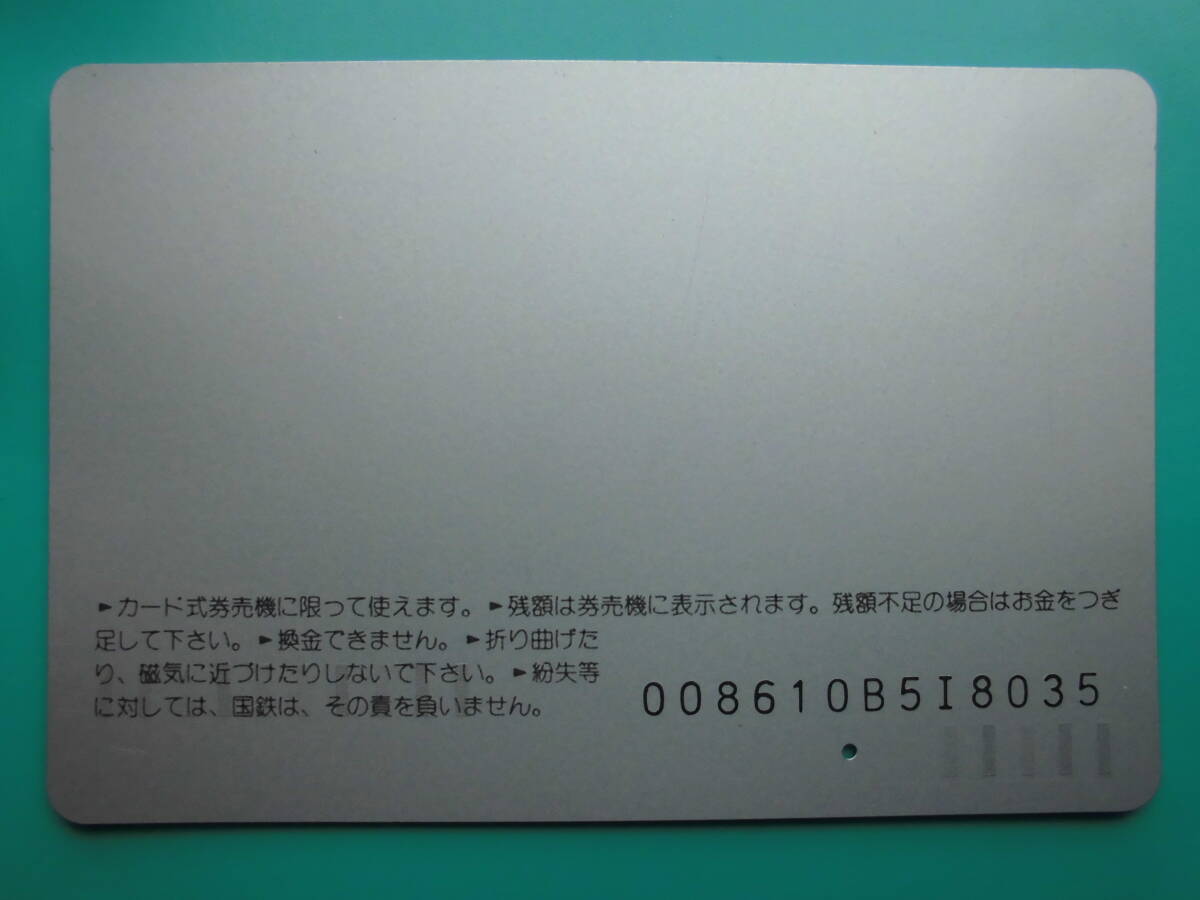 ►カード式券売機に限って使えます。►残額は券売機に表示されます。残額不足の場合はお金をつぎ
足して下さい。►換金できません。►折り曲げた
り、磁気に近づけたりしないで下さい。►紛失等
に対しては、国鉄は、その責を負いません。
008610B5I8035